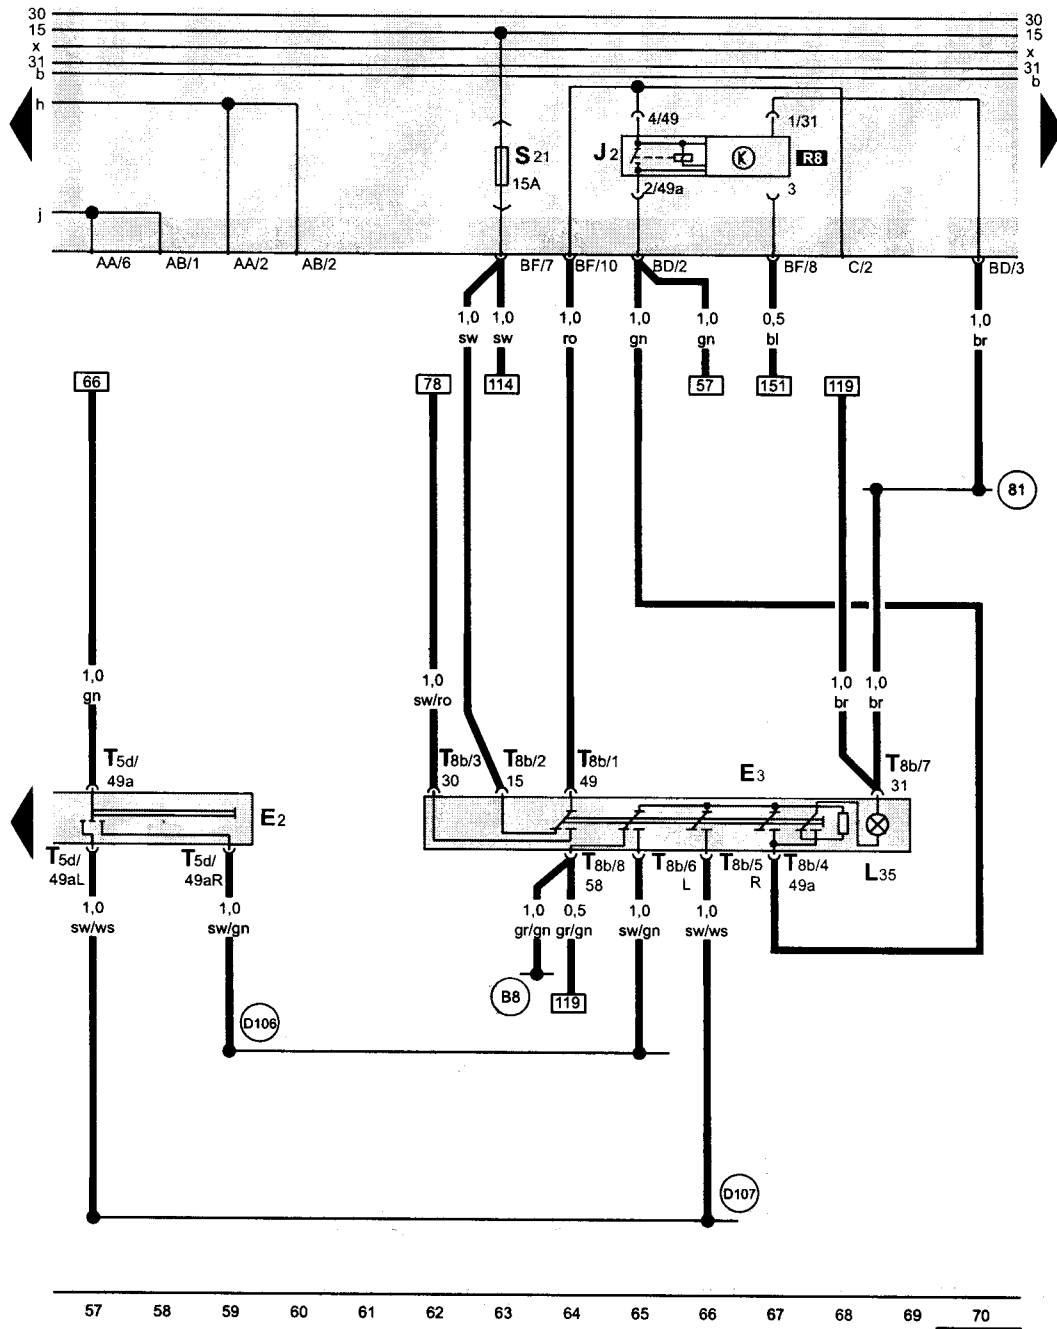 30 30
15 15
x x
31 31
b b
h
4/49 1/31
J2 K R8
S21
15A 2/49a 3
j
AA/6 AB/1 AA/2 AB/2 BF/7 BF/10 BD/2 BF/8 C/2 BD/3
1,0 1,0 1,0 1,0 1,0 0,5 1,0
sw sw ro gn gn bl br
66 78 114 57 151 119
81
1,0 1,0 1,0 1,0
gn sw/ro br br
T5d/ T8b/3 T8b/2 T8b/1 T8b/7
49a 30 15 49 E3 31
E2
T5d/ T5d/ T8b/8 T8b/6 T8b/5 T8b/4 L35
49aL 49aR 58 L R 49a
1,0 1,0 1,0 0,5 1,0 1,0
sw/ws sw/gn gr/gn gr/gn sw/gn sw/ws
B8 119
D106
D107
57 58 59 60 61 62 63 64 65 66 67 68 69 70